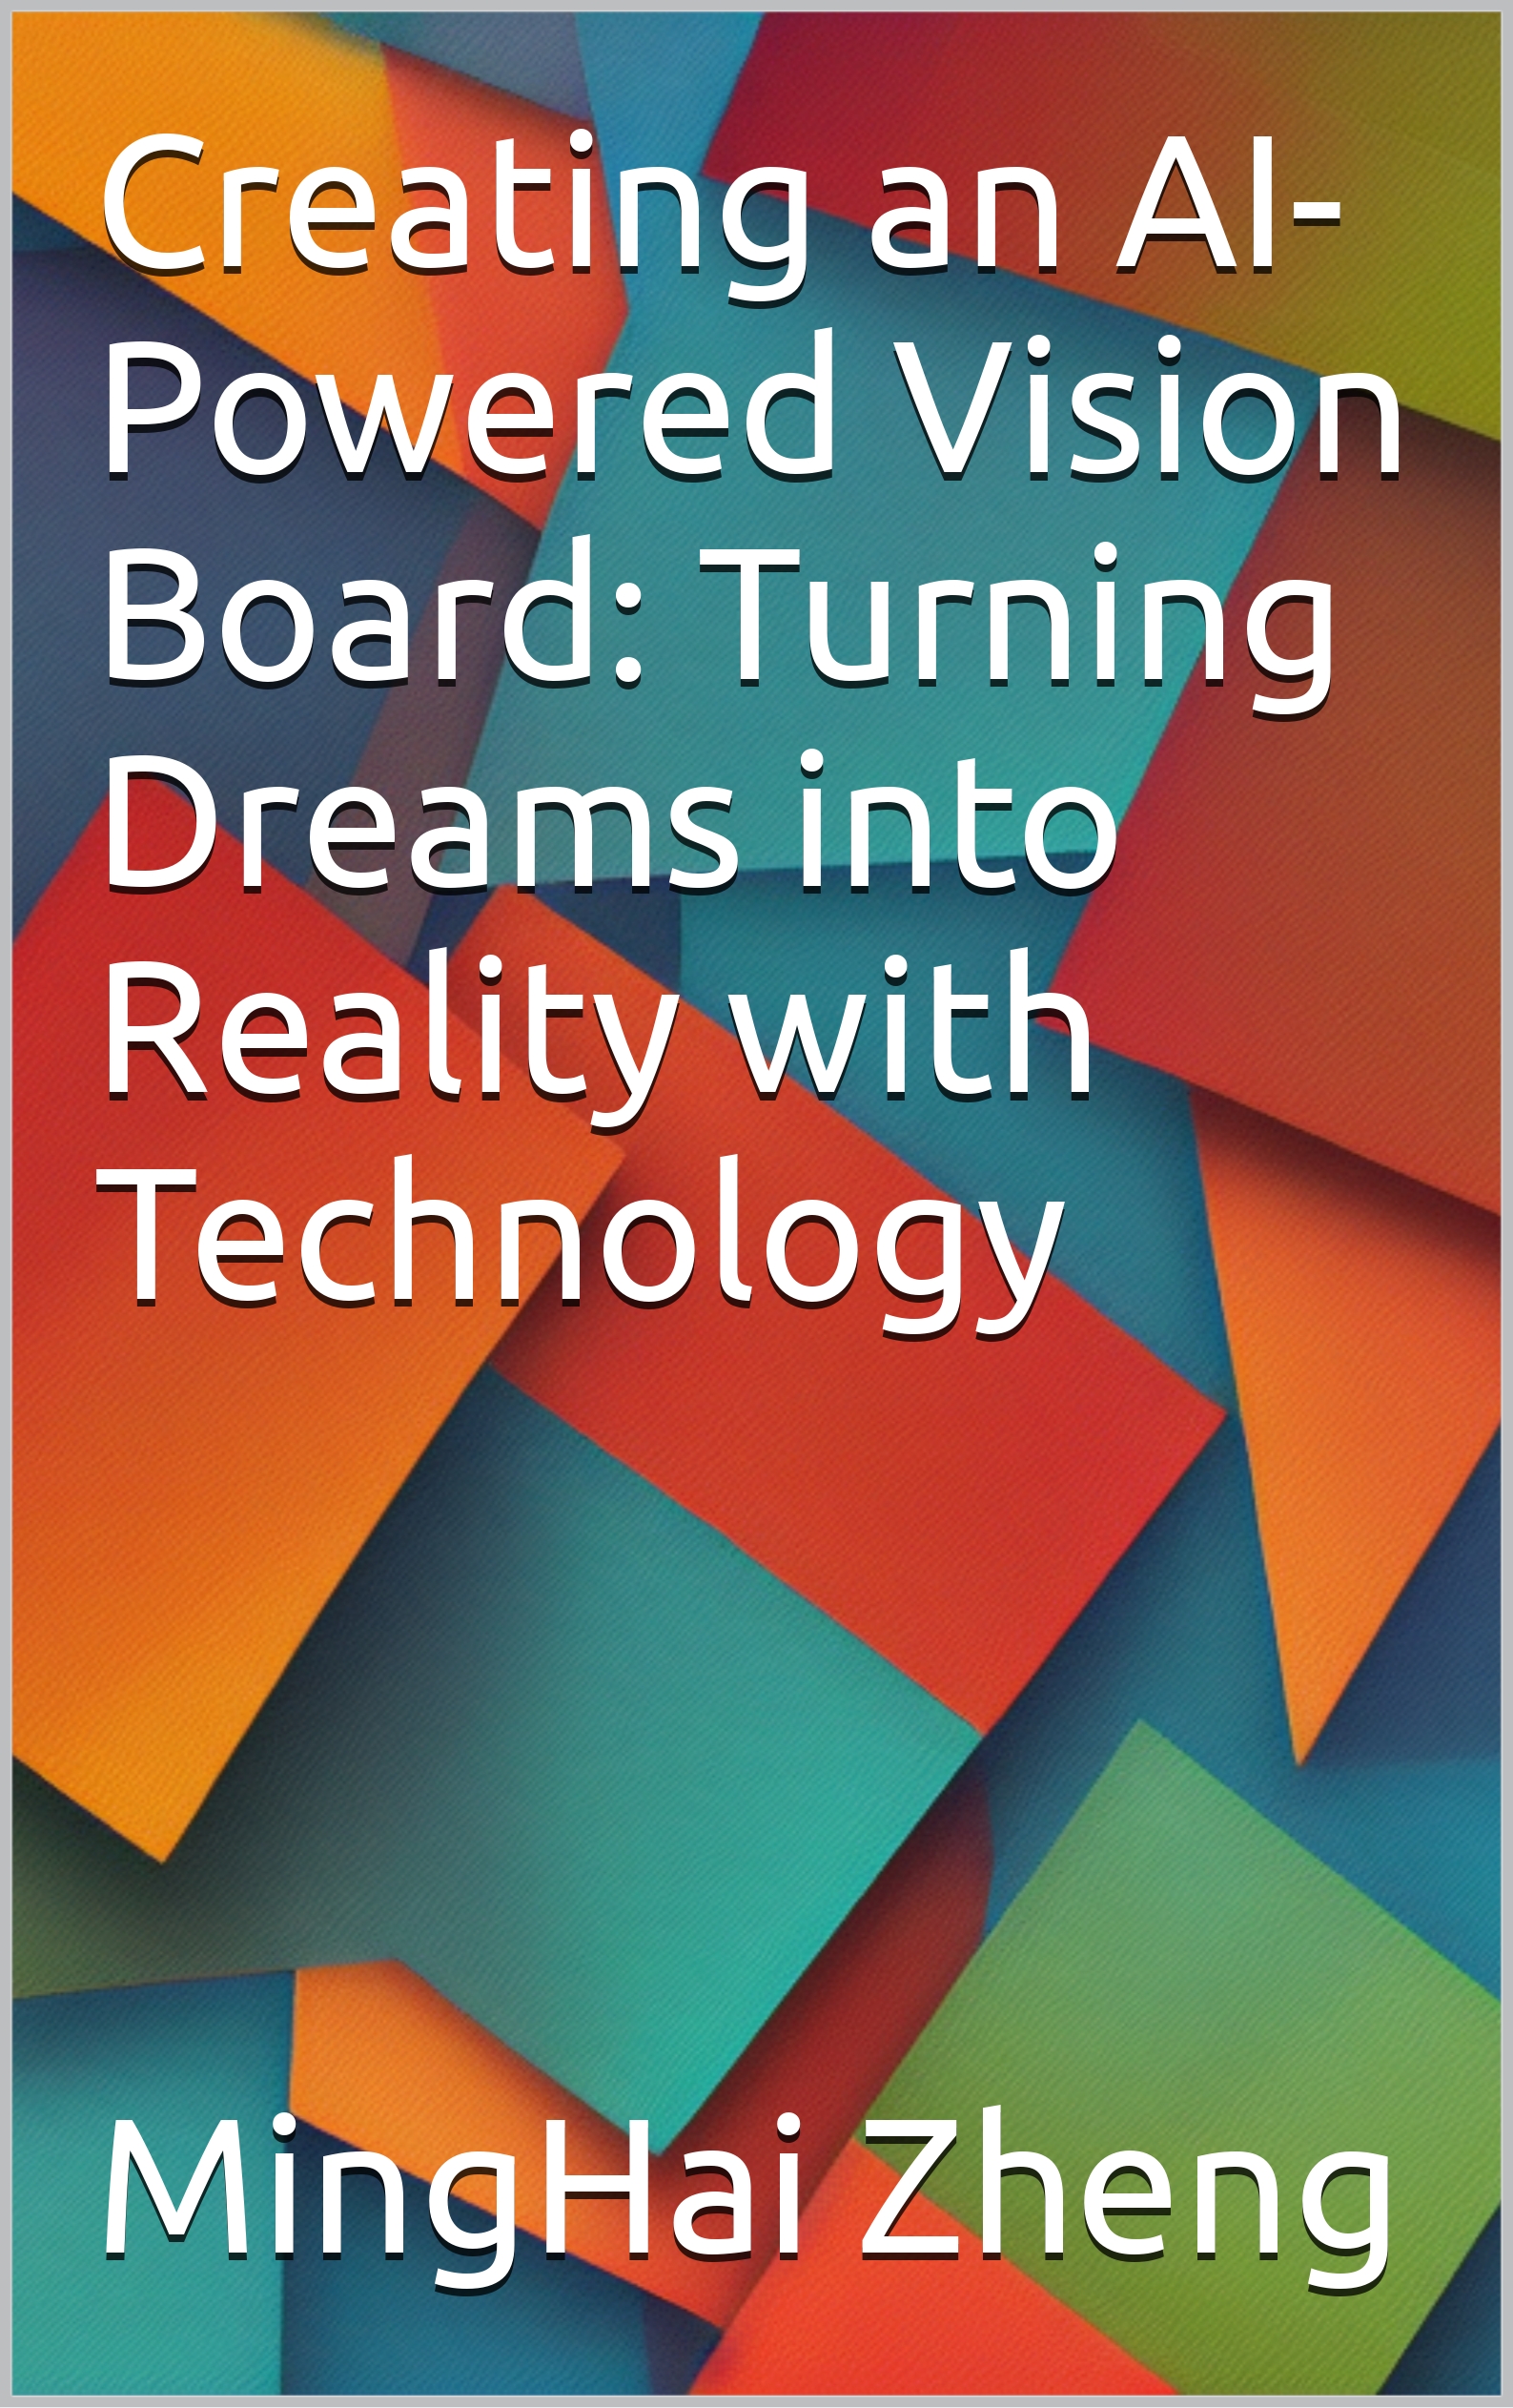 Creating an AI-
Powered Vision
Board: Turning
Dreams into
Reality with
Technology
MingHai Zheng